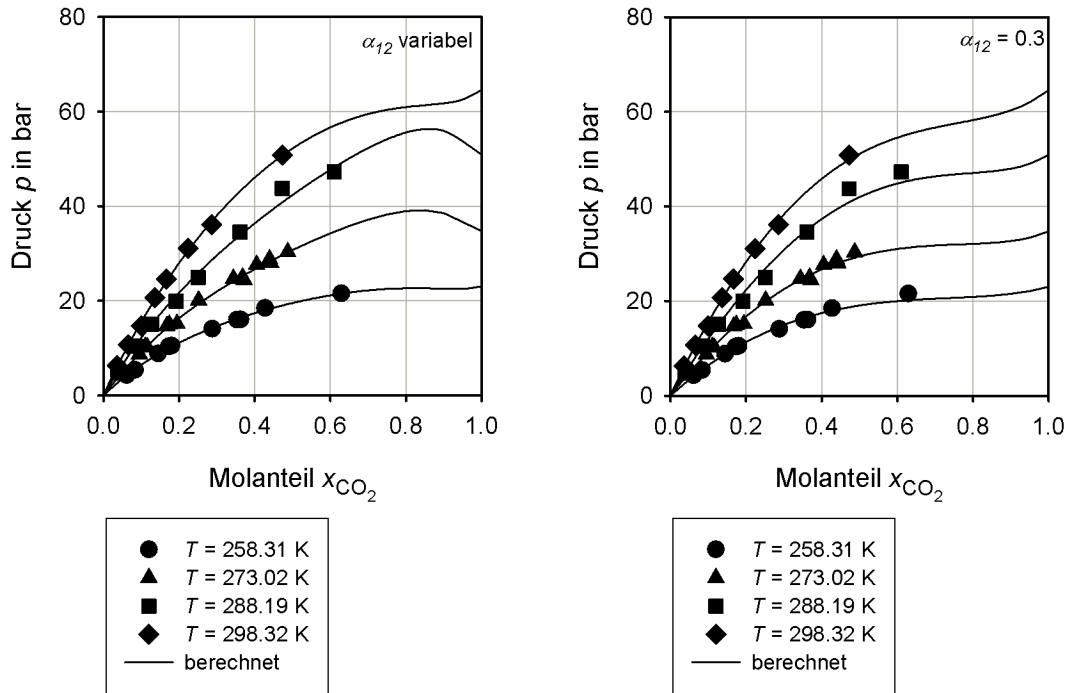 α12 variabel
80
60
40
20
0
Druck p in bar
0.0 0.2 0.4 0.6 0.8 1.0
Molanteil xCO2
T = 258.31 K
T = 273.02 K
T = 288.19 K
T = 298.32 K
berechnet
α12 = 0.3
80
60
40
20
0
Druck p in bar
0.0 0.2 0.4 0.6 0.8 1.0
Molanteil xCO2
T = 258.31 K
T = 273.02 K
T = 288.19 K
T = 298.32 K
berechnet